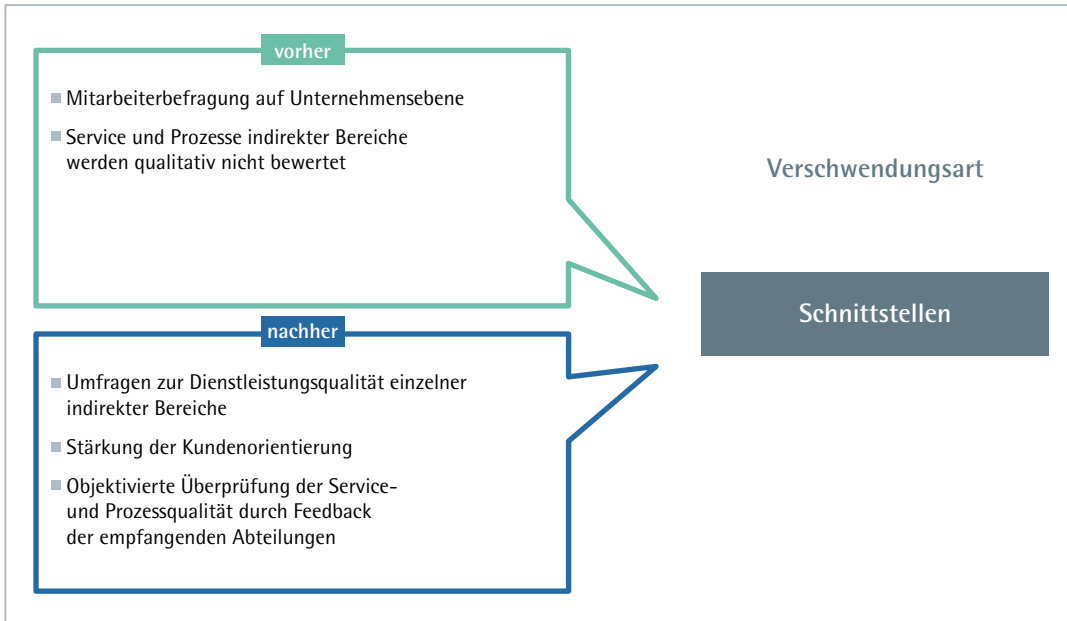 vorher
Mitarbeiterbefragung auf Unternehmensebene
Service und Prozesse indirekter Bereiche
werden qualitativ nicht bewertet
Verschwendungsart
Schnittstellen
nachher
Umfragen zur Dienstleistungsqualität einzelner
indirekter Bereiche
Stärkung der Kundenorientierung
Objektivierte Überprüfung der Service-
und Prozessqualität durch Feedback
der empfangenden Abteilungen